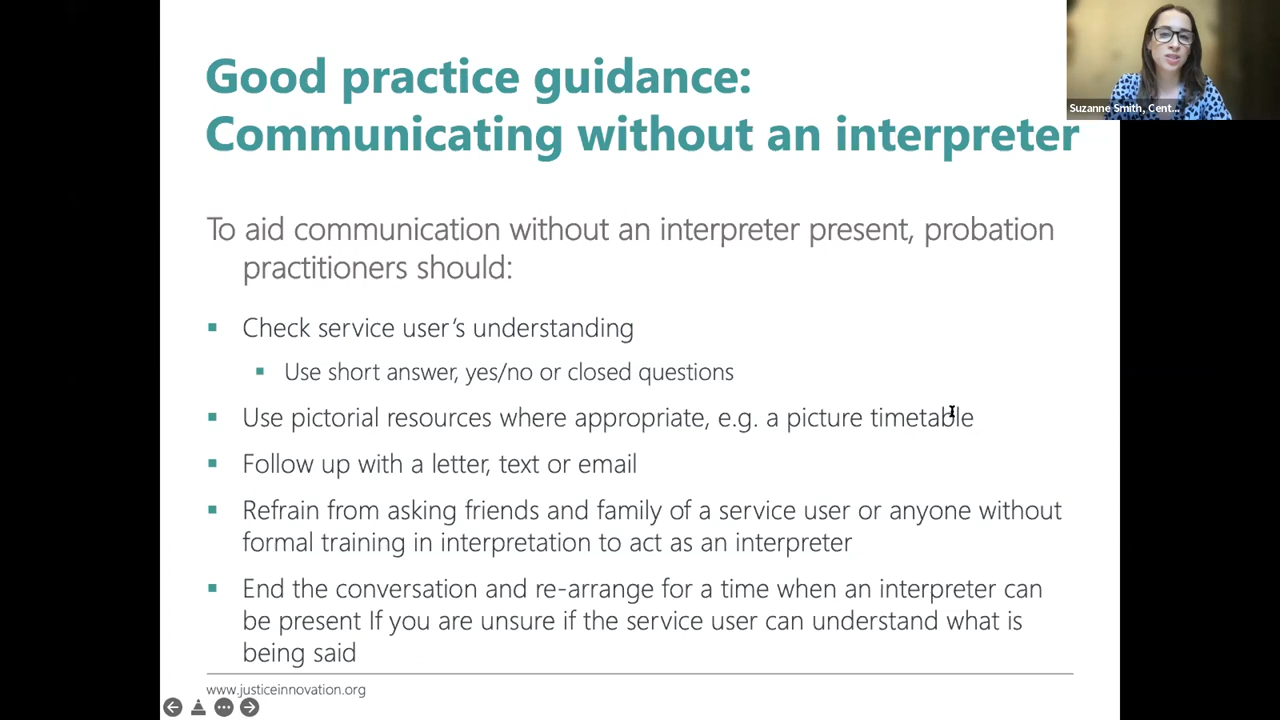 Good practice guidance:
Communicating without an interpreter
Suzanne Smith, Cent...
To aid communication without an interpreter present, probation
practitioners should:
▪ Check service user's understanding
▪ Use short answer, yes/no or closed questions
▪ Use pictorial resources where appropriate, e.g. a picture timetable
▪ Follow up with a letter, text or email
▪ Refrain from asking friends and family of a service user or anyone without
formal training in interpretation to act as an interpreter
▪ End the conversation and re-arrange for a time when an interpreter can
be present If you are unsure if the service user can understand what is
being said
www.justiceinnovation.org